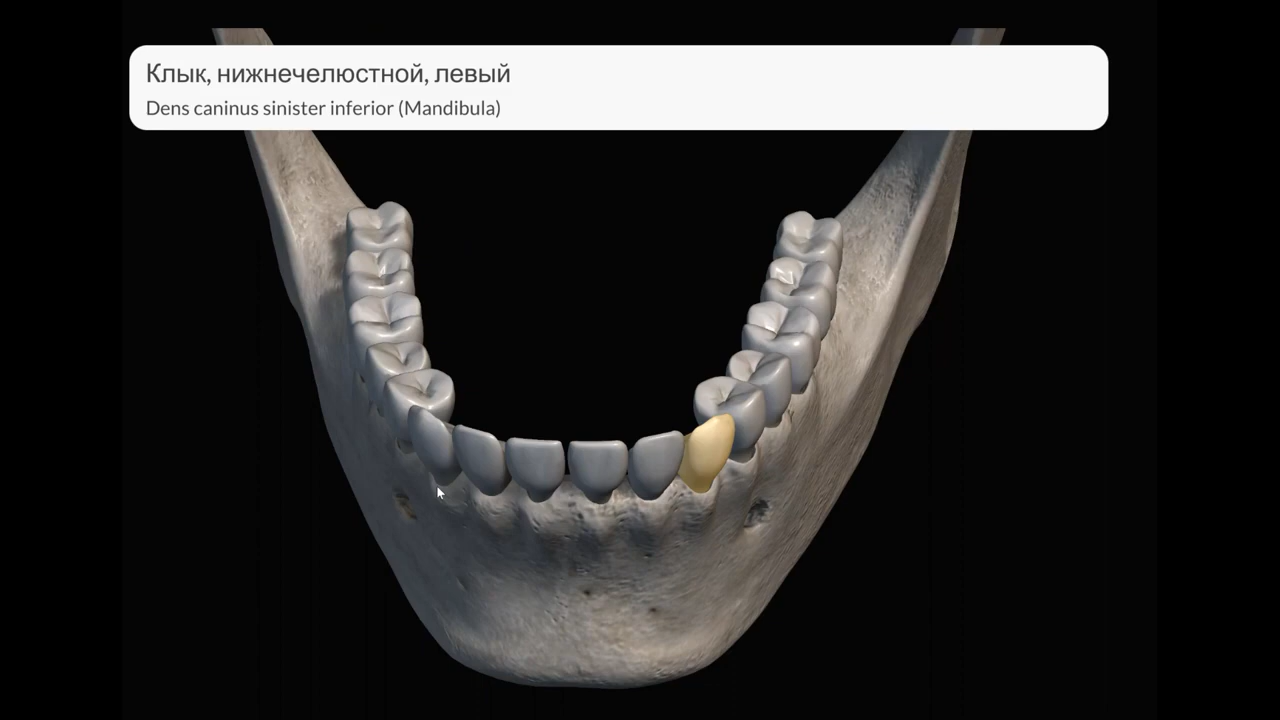 Клык, нижнечелюстной, левый
Dens caninus sinister inferior (Mandibula)